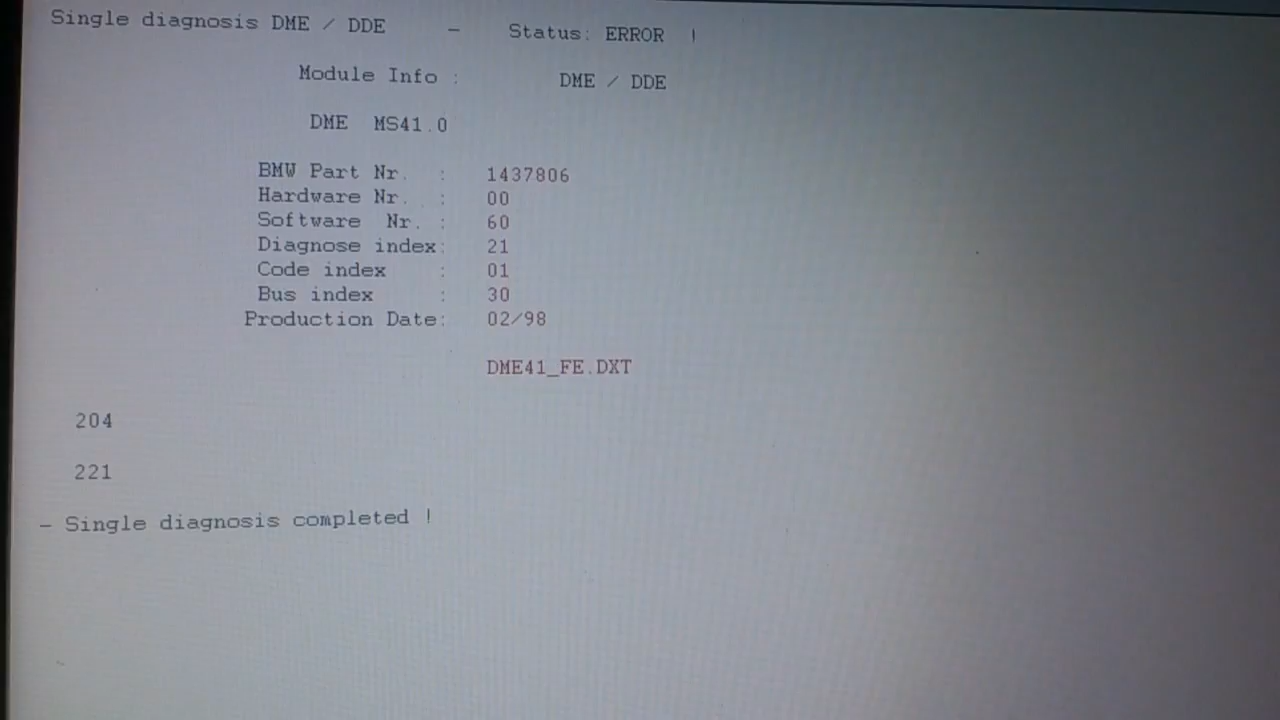 Single diagnosis DME / DDE - Status: ERROR !
Module Info : DME / DDE
DME MS41.0
BMW Part Nr. : 1437806
Hardware Nr. : 00
Software Nr. : 60
Diagnose index: 21
Code index : 01
Bus index : 30
Production Date: 02/98
DME41_FE.DXT
204
221
- Single diagnosis completed !